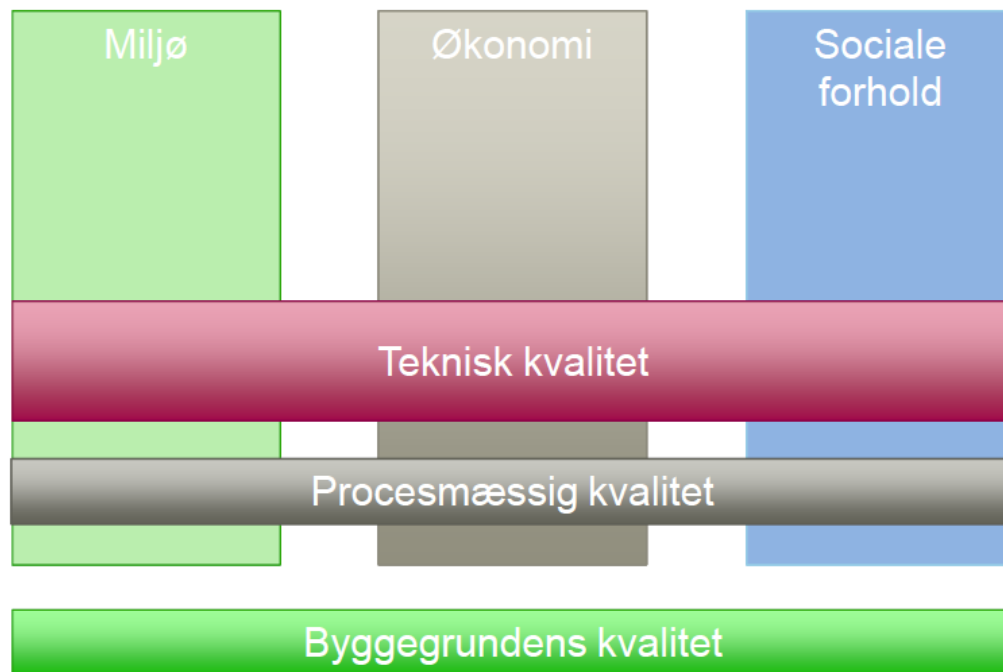 Miljø
Økonomi
Sociale
forhold
Teknisk kvalitet
Procesmæssig kvalitet
Byggegrundens kvalitet